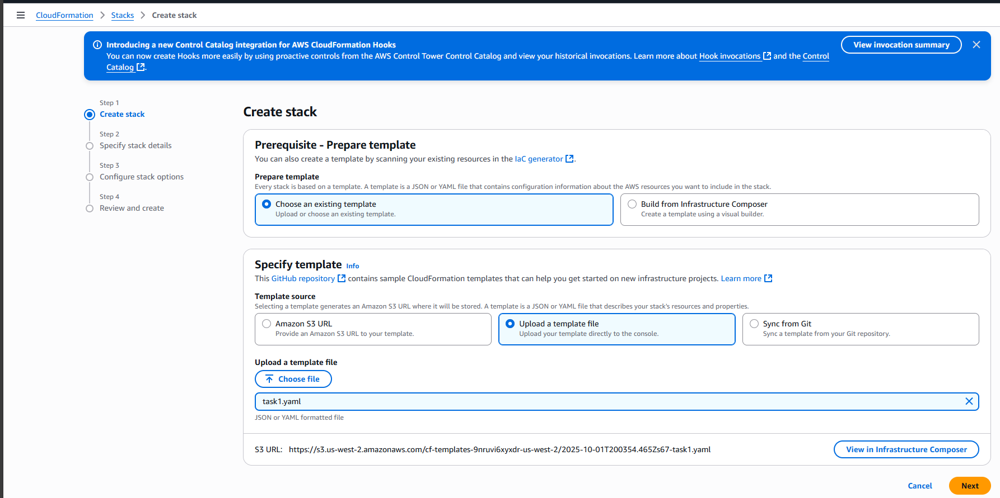 CloudFormation > Stacks > Create stack
Introducing a new Control Catalog integration for AWS CloudFormation Hooks
You can now create Hooks more easily by using proactive controls from the AWS Control Tower Control Catalog and view your historical invocations. Learn more about Hook invocations and the Control
Catalog .
View invocation summary
Step 1
Create stack
Step 2
Specify stack details
Step 3
Configure stack options
Step 4
Review and create
Create stack
Prerequisite - Prepare template
You can also create a template by scanning your existing resources in the IaC generator .
Prepare template
Every stack is based on a template. A template is a JSON or YAML file that contains configuration information about the AWS resources you want to include in the stack.
Choose an existing template
Upload or choose an existing template.
Build from Infrastructure Composer
Create a template using a visual builder.
Specify template Info
This GitHub repository contains sample CloudFormation templates that can help you get started on new infrastructure projects. Learn more
Template source
Selecting a template generates an Amazon S3 URL where it will be stored. A template is a JSON or YAML file that describes your stack's resources and properties.
Amazon S3 URL
Provide an Amazon S3 URL to your template.
Upload a template file
Upload your template directly to the console.
Sync from Git
Sync a template from your Git repository.
Upload a template file
Choose file
task1.yaml
JSON or YAML formatted file
S3 URL: https://s3.us-west-2.amazonaws.com/cf-templates-9nruvi6xyxdr-us-west-2/2025-10-01T200354.465Zs67-task1.yaml
View in Infrastructure Composer
Cancel
Next